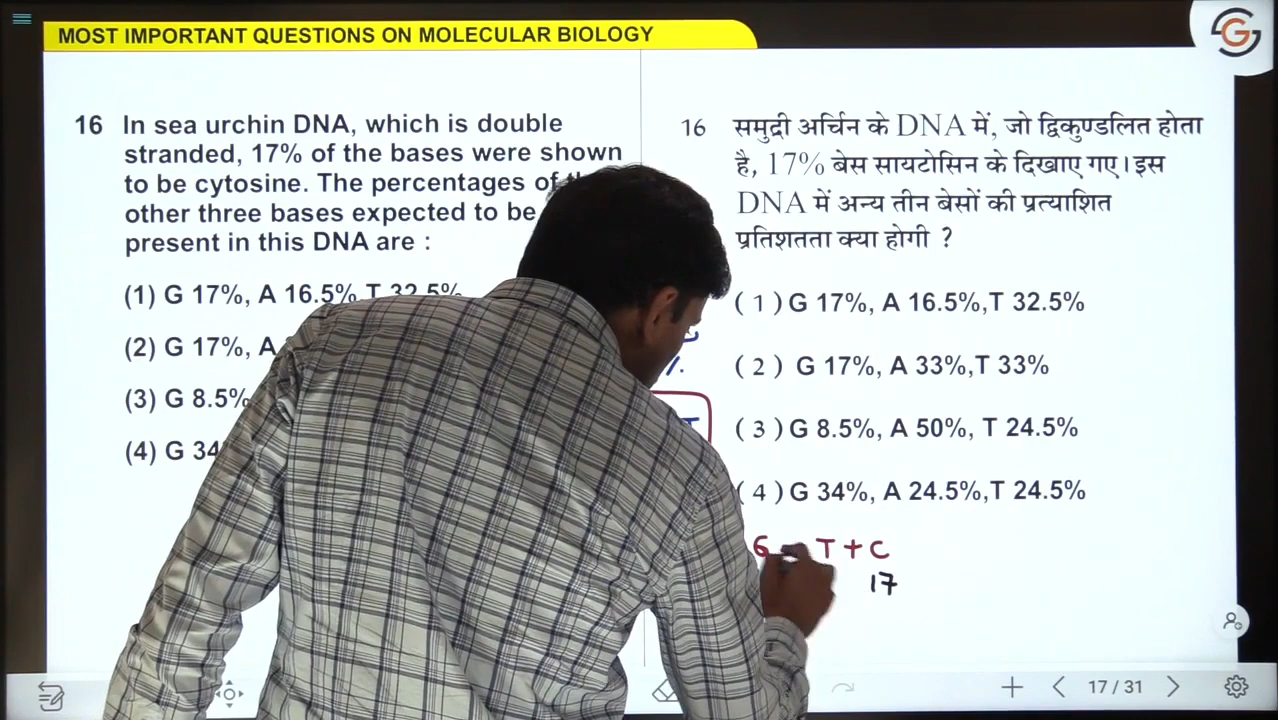 MOST IMPORTANT QUESTIONS ON MOLECULAR BIOLOGY
16 In sea urchin DNA, which is double
stranded, 17% of the bases were shown
to be cytosine. The percentages of
other three bases expected to be
present in this DNA are :
(1) G 17%, A 16.5%, T 32.5%
(2) G 17%, A
(3) G 8.5%
(4) G 34
16 समुद्री अर्चिन के DNA में, जो द्विकुण्डलित होता
है, 17% बेस सायटोसिन के दिखाए गए। इस
DNA में अन्य तीन बेसों की प्रत्याशित
प्रतिशतता क्या होगी ?
( 1 ) G 17%, A 16.5%,T 32.5%
( 2 ) G 17%, A 33%,T 33%
( 3 ) G 8.5%, A 50%, T 24.5%
( 4 ) G 34%, A 24.5%,T 24.5%
G T + C
17
17 / 31